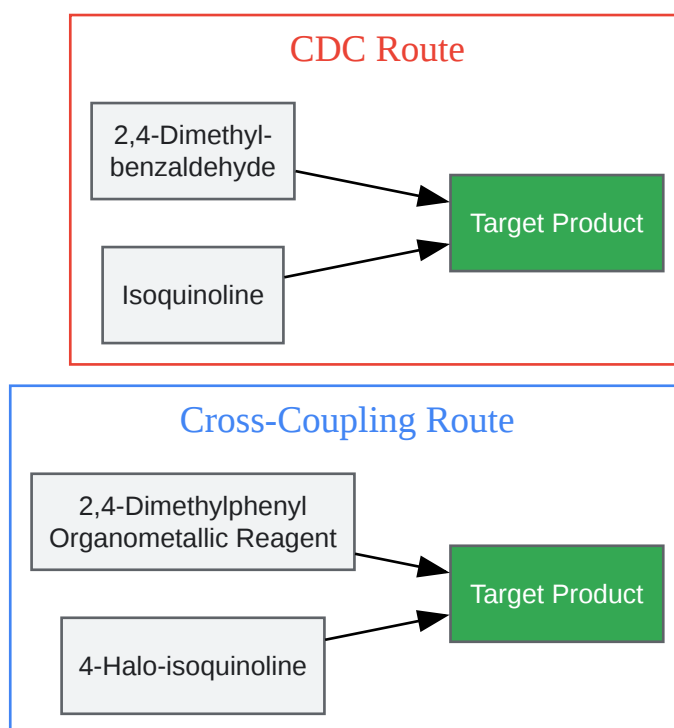 CDC Route
2,4-Dimethyl-
benzaldehyde
Target Product
Isoquinoline
Cross-Coupling Route
2,4-Dimethylphenyl
Organometallic Reagent
Target Product
4-Halo-isoquinoline